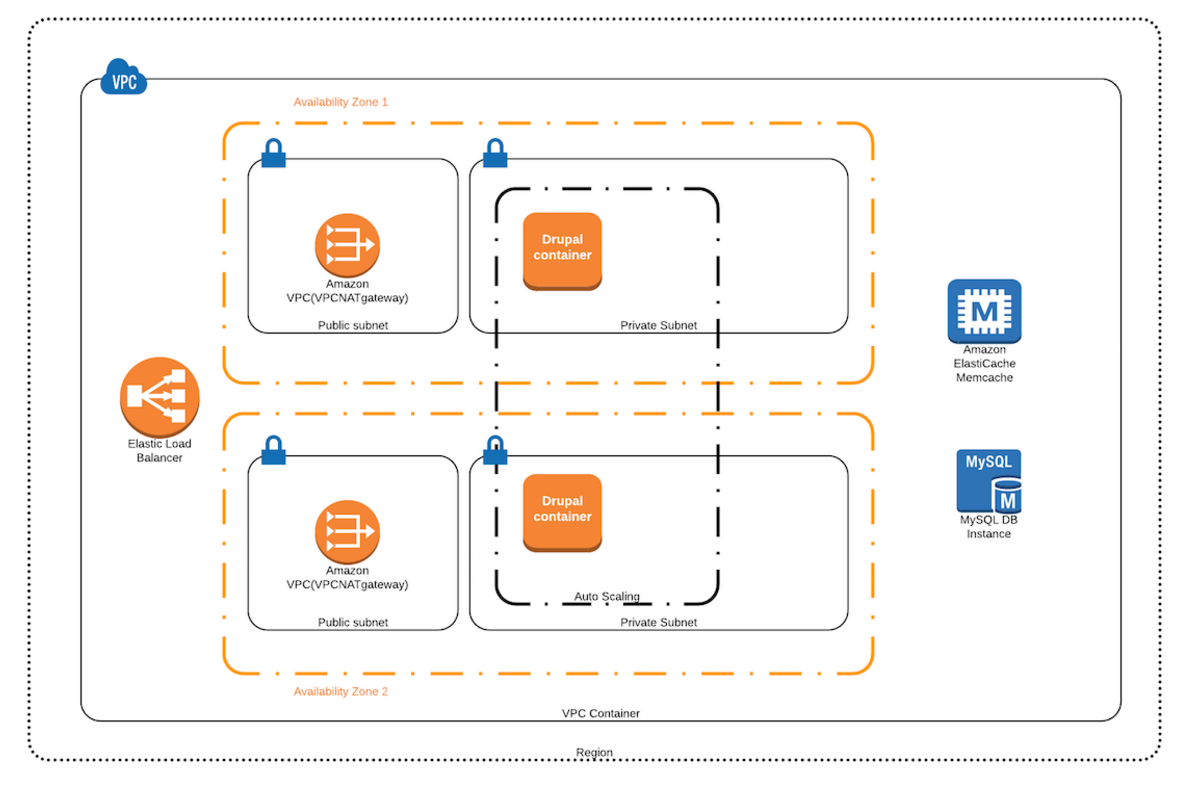 VPC
Availability Zone 1
Drupal
container
Amazon
VPC(VPCNATgateway)
Public subnet
Private Subnet
M
Amazon
ElastiCache
Memcache
Elastic Load
Balancer
MySQL
M
MySQL DB
Instance
Drupal
container
Amazon
VPC(VPCNATgateway)
Auto Scaling
Public subnet
Private Subnet
Availability Zone 2
VPC Container
Region